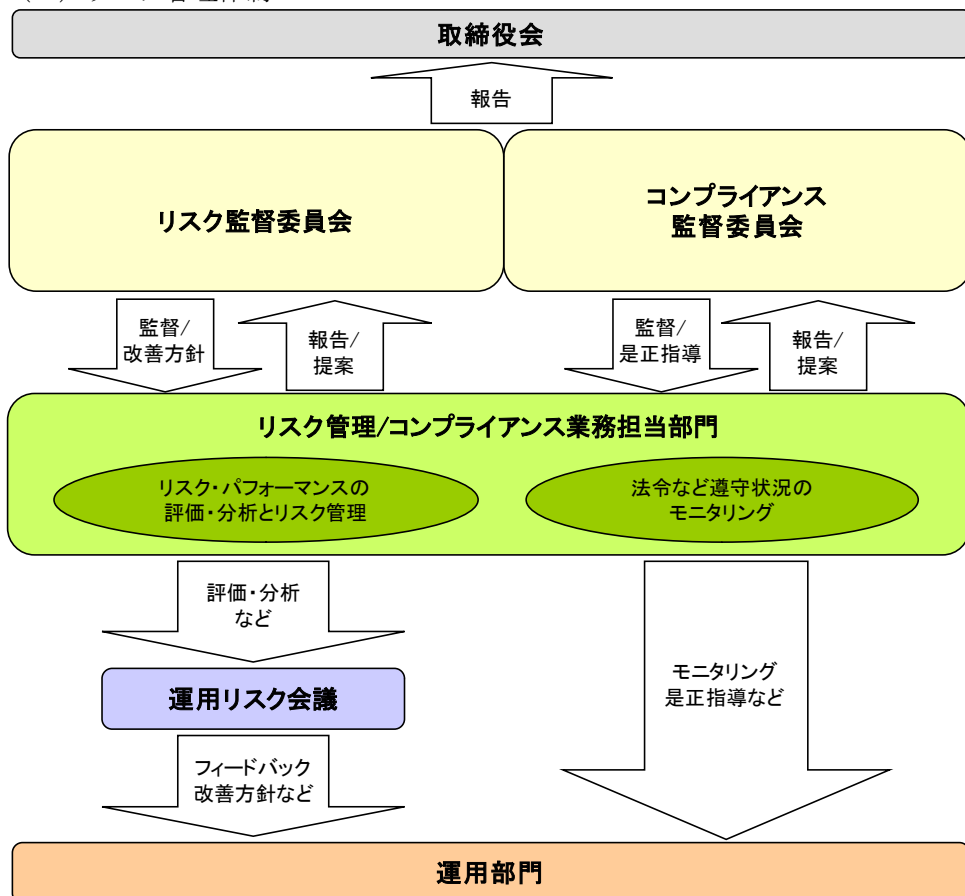 取締役会
報告
リスク監督委員会
コンプライアンス
監督委員会
監督/
改善方針
報告/
提案
監督/
是正指導
報告/
提案
リスク管理/コンプライアンス業務担当部門
リスク・パフォーマンスの
評価・分析とリスク管理
法令など遵守状況の
モニタリング
評価・分析
など
運用リスク会議
モニタリング
是正指導など
フィードバック
改善方針など
運用部門